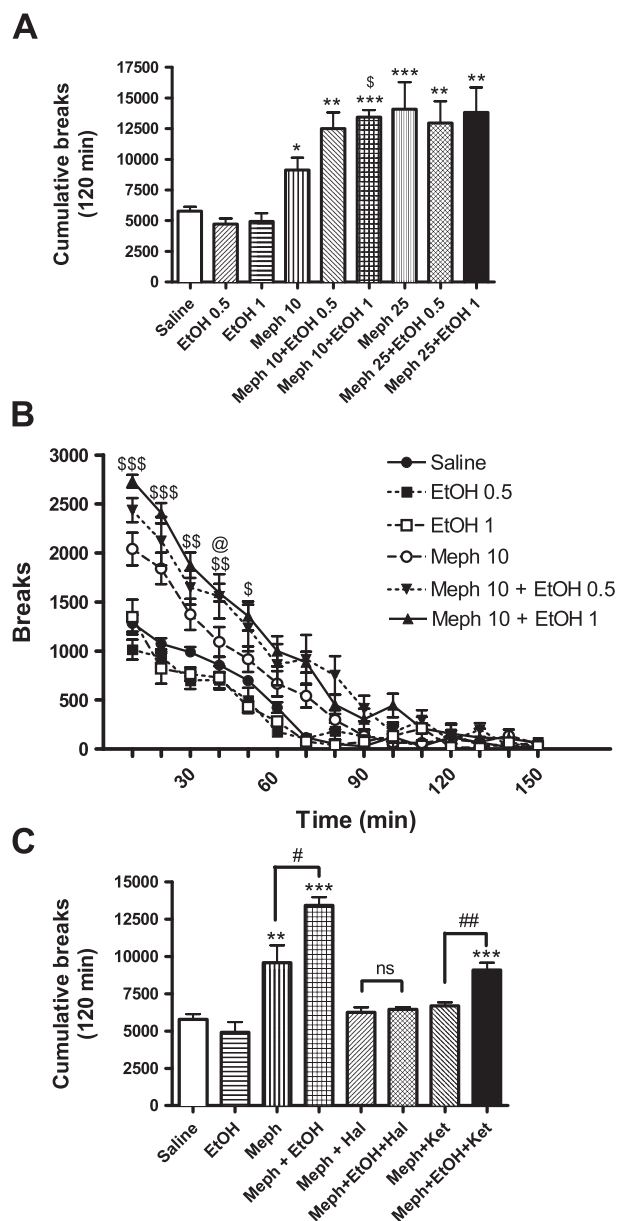 A
Cumulative breaks
(120 min)
17500
15000
12500
10000
7500
5000
2500
0
*
**
$
***
***
**
**
Saline
EtOH 0.5
EtOH 1
Meph 10
Meph 10+EtOH 0.5
Meph 10+EtOH 1
Meph 25
Meph 25+EtOH 0.5
Meph 25+EtOH 1
B
Breaks
3000
2500
2000
1500
1000
500
0
$$$
$$$
$$
@
$$
$
Saline
EtOH 0.5
EtOH 1
Meph 10
Meph 10 + EtOH 0.5
Meph 10 + EtOH 1
30
60
90
120
150
Time (min)
C
Cumulative breaks
(120 min)
15000
12500
10000
7500
5000
2500
0
#
**
***
ns
##
***
Saline
EtOH
Meph
Meph + EtOH
Meph + Hal
Meph+EtOH+Hal
Meph+Ket
Meph+EtOH+Ket